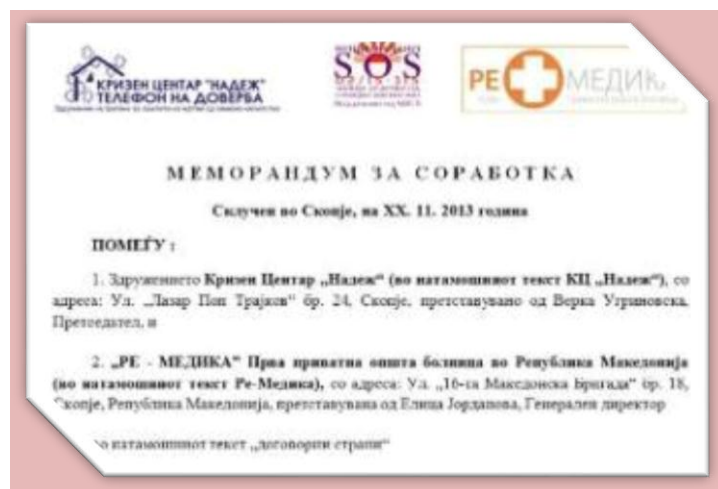 КРИЗЕН ЦЕНТАР "НАДЕЖ"
ТЕЛЕФОН НА ДОВЕРБА
SOS
РЕ МЕДИК
МЕМОРАНДУМ ЗА СОРАБОТКА
Склучен во Скопје, на XX. 11. 2013 година
ПОМЕЃУ :
1. Здружението Кризен Центар „Надеж“ (во натамошниот текст КЦ „Надеж“), со
адреса: Ул. „Лазар Поп Трајков“ бр. 24, Скопје, претставувано од Верка Угриновска,
Претседател, и
2. „РЕ - МЕДИКА“ Прва приватна општа болница во Република Македонија
(во натамошниот текст Ре-Медика), со адреса: Ул. „16-та Македонска Бригада“ бр. 18,
Скопје, Република Македонија, претставувана од Елица Јорданова, Генерален директор
во натамошниот текст „договорни страни“